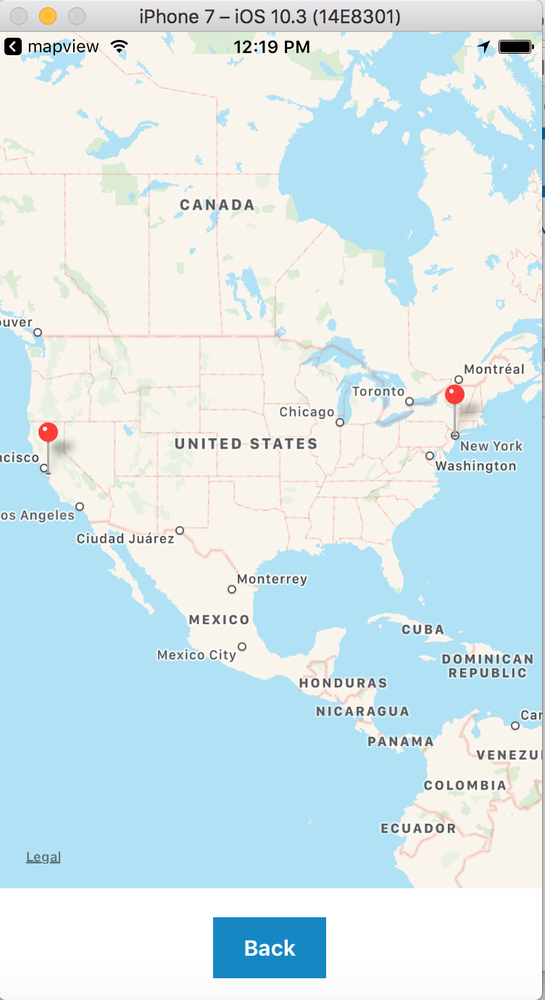 iPhone 7 – iOS 10.3 (14E8301)
mapview 12:19 PM
CANADA
ouver
Montréal
Toronto
Chicago
UNITED STATES
New York
ncisco
Washington
os Angeles
Ciudad Juárez
Monterrey
MEXICO
CUBA
Mexico City
DOMINICAN
REPUBLIC
HONDURAS
NICARAGUA
Car
PANAMA
VENEZU
COLOMBIA
ECUADOR
Legal
Back